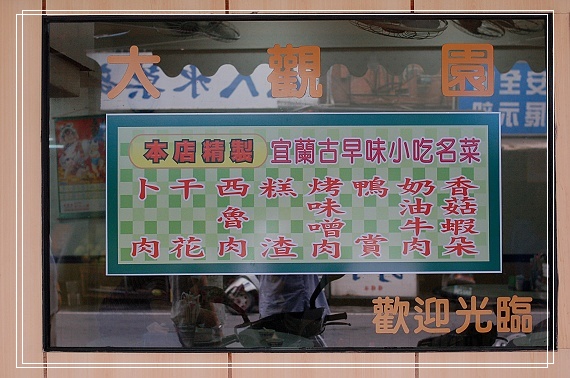 大觀園
本店精製 宜蘭古早味小吃名菜
香菇蝦朵
奶油牛肉
鴨賞
烤味噌肉
糕渣
西魯肉
干花
卜肉
歡迎光臨